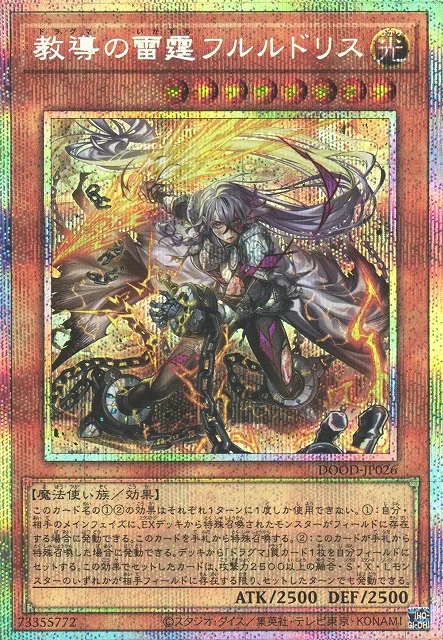 ドラグマ いかづち
教導の雷霆フルルドリス
光
DOOD-JP026
【魔法使い族／効果】
このカード名の①②の効果はそれぞれ1ターンに1度しか使用できない。①：自分・
相手のメインフェイズに、EXデッキから特殊召喚されたモンスターがフィールドに存在
する場合に発動できる。このカードを手札から特殊召喚する。②：このカードが手札から
特殊召喚した場合に発動できる。デッキから「ドラグマ」罠カード1枚を自分フィールドに
セットする。この効果でセットしたカードは、攻撃力2500以上の融合・S・X・Lモ
ンスターのいずれかが相手フィールドに存在する限り、セットしたターンでも発動できる。
ATK/2500 DEF/2500
73355772
©スタジオ・ダイス／集英社・テレビ東京・KONAMI